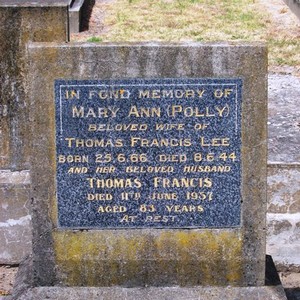 IN FOND MEMORY OF
MARY ANN (POLLY)
BELOVED WIFE OF
THOMAS FRANCIS LEE
BORN 25.6.66 DIED 8.6.44
AND HER BELOVED HUSBAND
THOMAS FRANCIS
DIED 11TH JUNE 1957
AGED 83 YEARS
AT REST